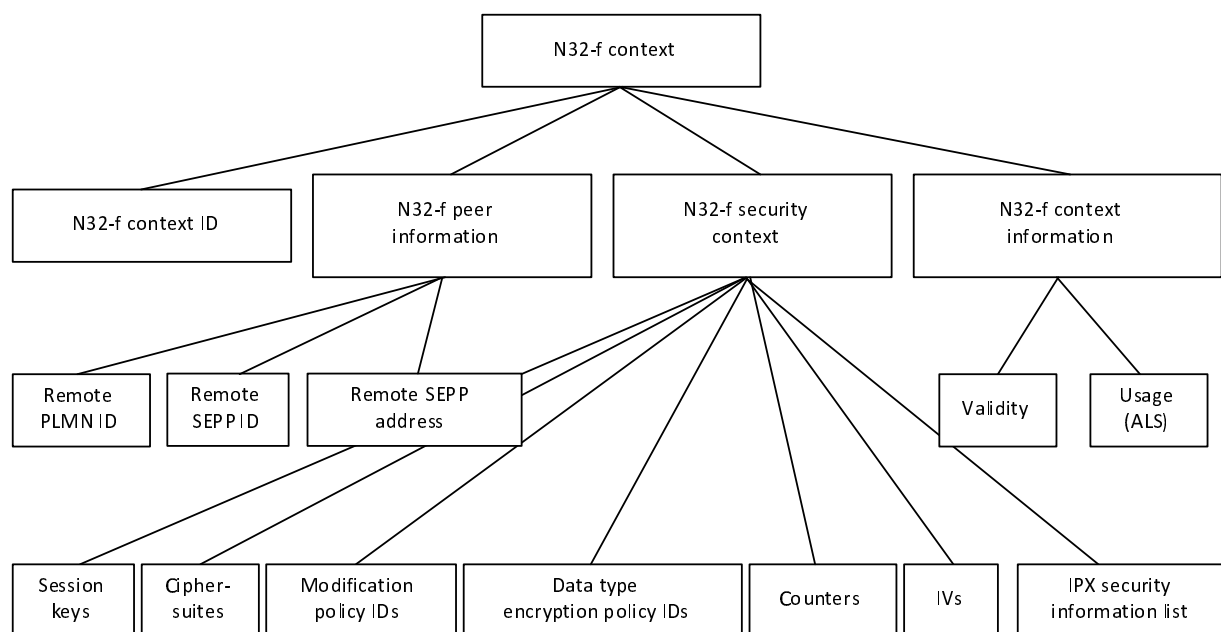 N32-f context
N32-f context ID
N32-f peer
information
N32-f security
context
N32-f context
information
Remote
PLMN ID
Remote
SEPP ID
Remote SEPP
address
Validity
Usage
(ALS)
Session
keys
Cipher-
suites
Modification
policy IDs
Data type
encryption policy IDs
Counters
IVs
IPX security
information list